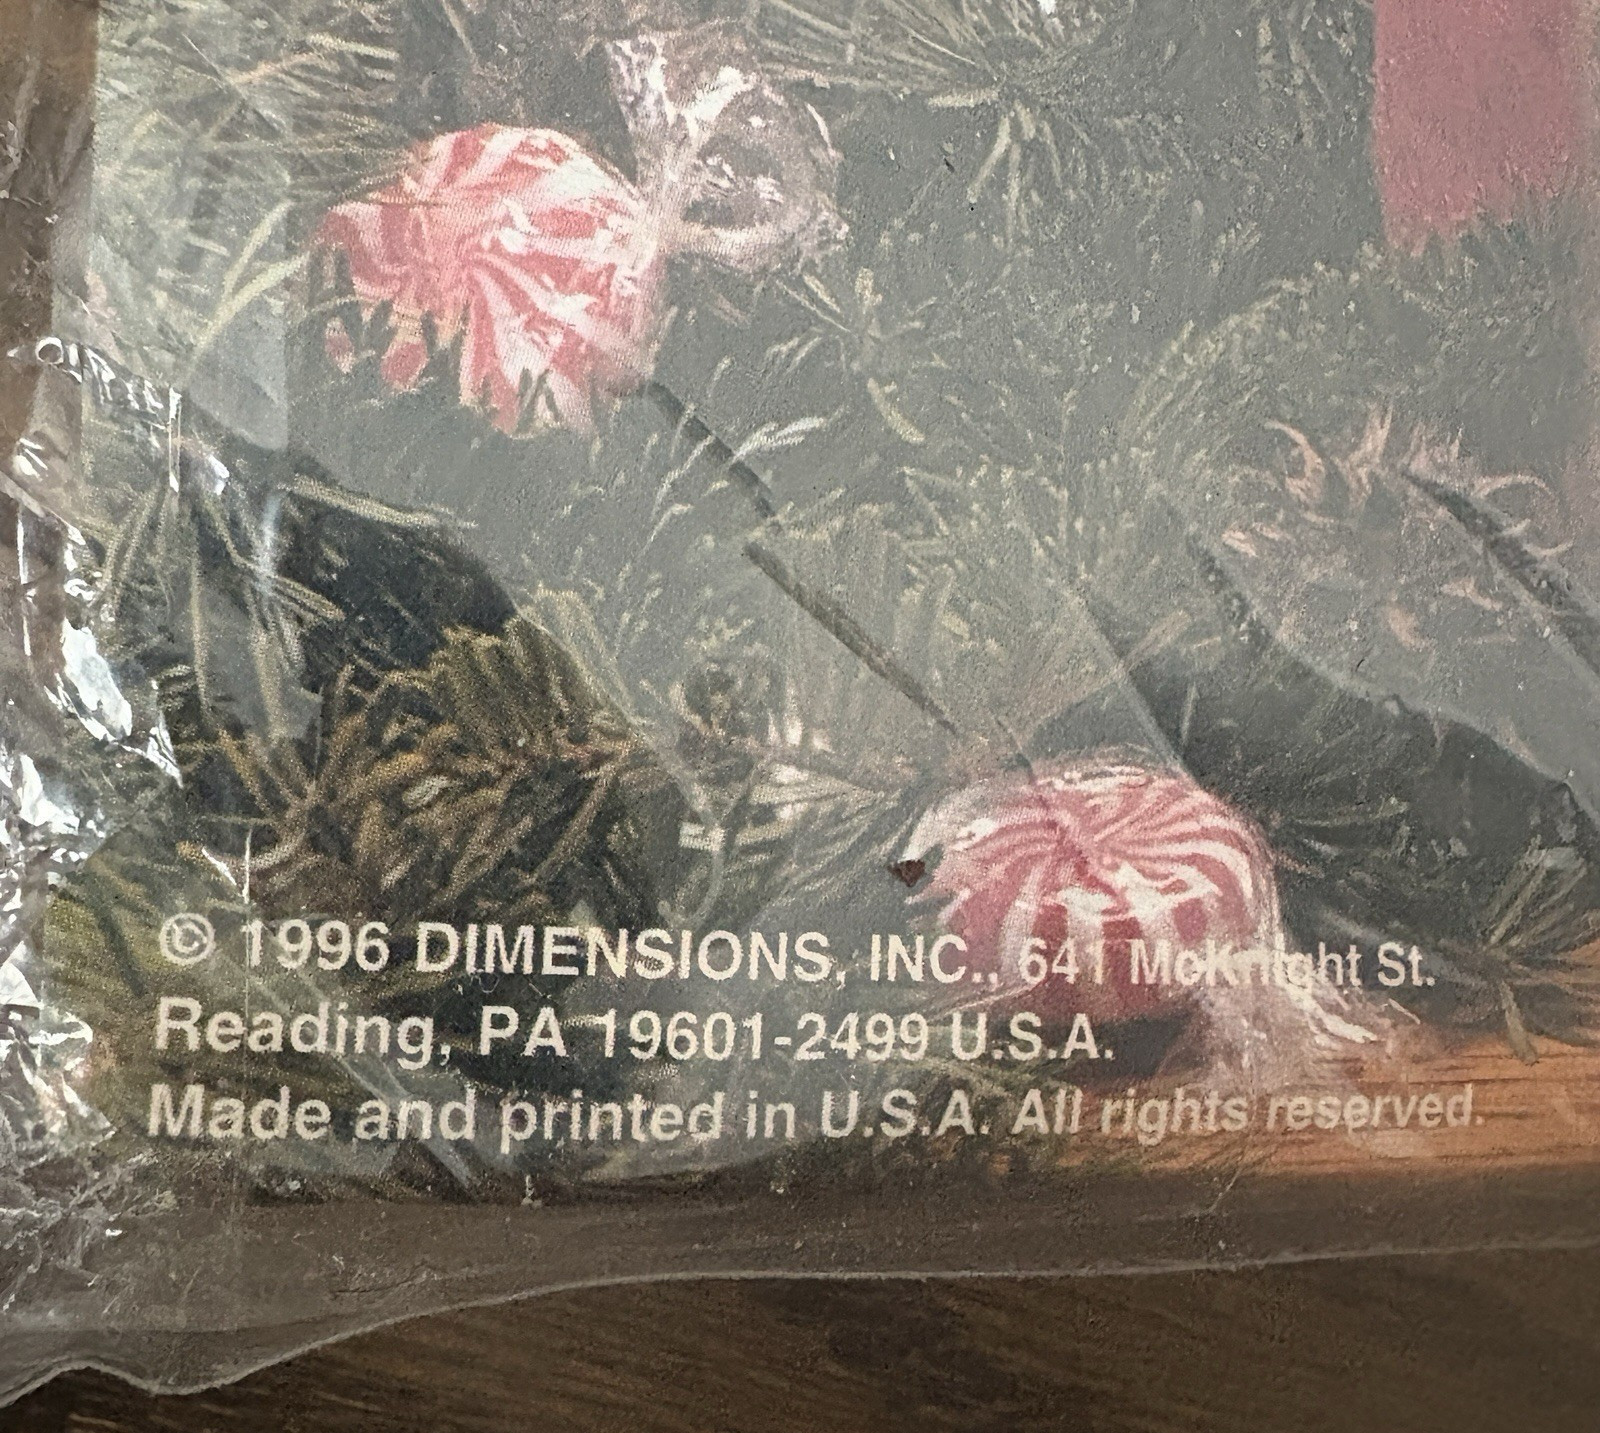 © 1996 DIMENSIONS, INC., 641 McKnight St.
Reading, PA 19601-2499 U.S.A.
Made and printed in U.S.A. All rights reserved.